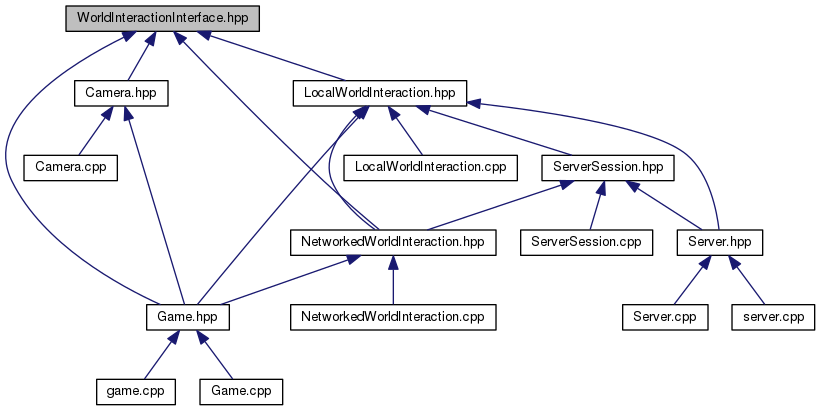 WorldInteractionInterface.hpp
Camera.hpp
LocalWorldInteraction.hpp
Camera.cpp
LocalWorldInteraction.cpp
ServerSession.hpp
NetworkedWorldInteraction.hpp
ServerSession.cpp
Server.hpp
Game.hpp
NetworkedWorldInteraction.cpp
Server.cpp
server.cpp
game.cpp
Game.cpp